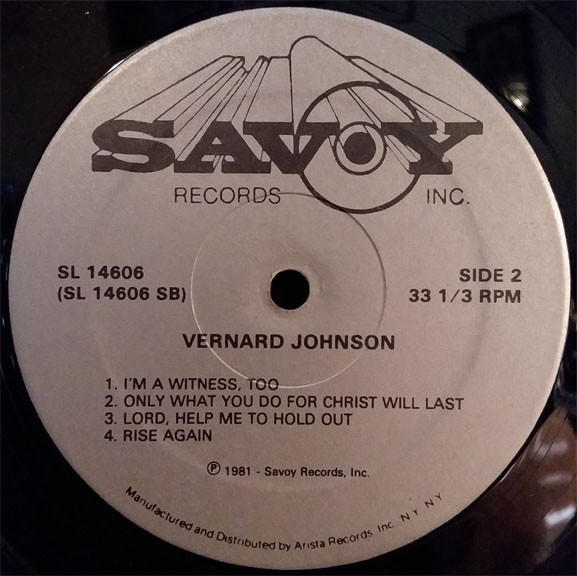 SAVOY
RECORDS INC.
SL 14606
(SL 14606 SB)
SIDE 2
33 1/3 RPM
VERNARD JOHNSON
1. I'M A WITNESS, TOO
2. ONLY WHAT YOU DO FOR CHRIST WILL LAST
3. LORD, HELP ME TO HOLD OUT
4. RISE AGAIN
Ⓟ 1981 - Savoy Records, Inc.
Manufactured and Distributed by Arista Records Inc. N.Y. N.Y.